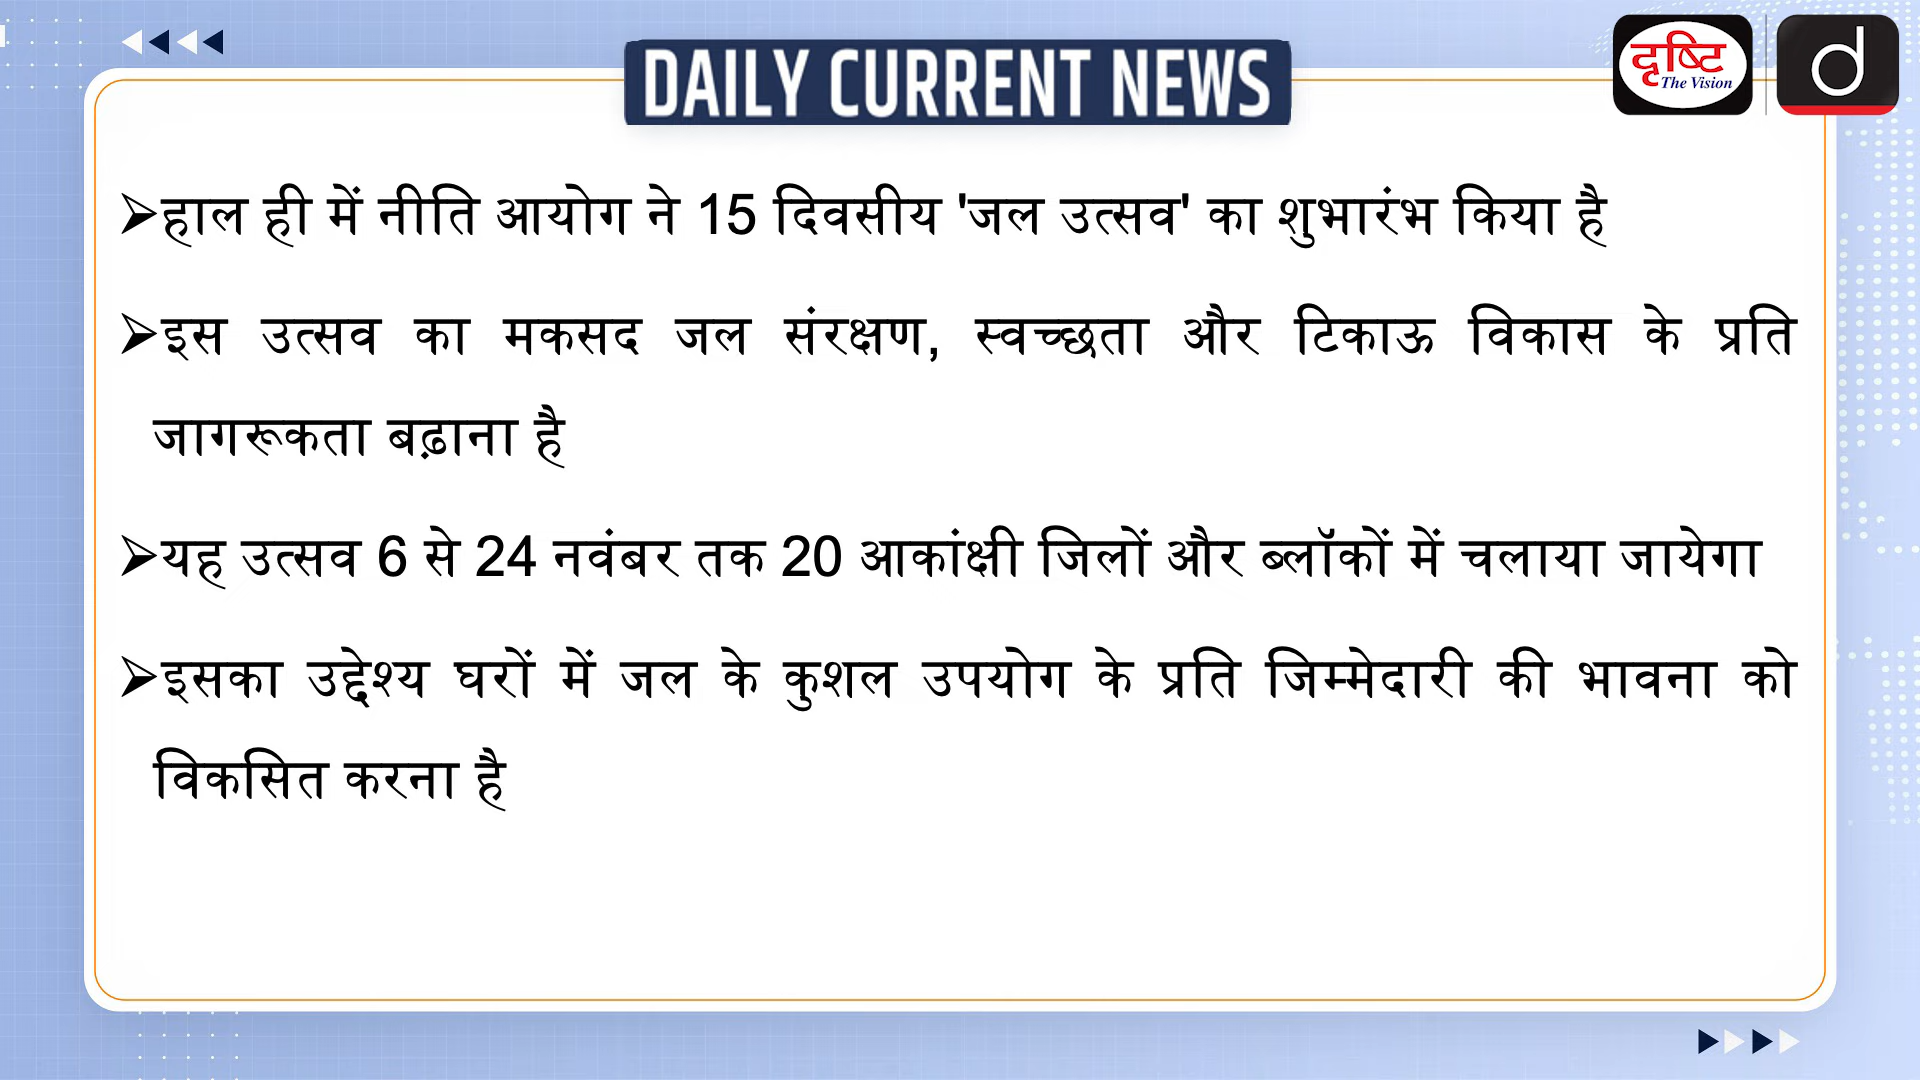 DAILY CURRENT NEWS
दृष्टि
The Vision
d
➢हाल ही में नीति आयोग ने 15 दिवसीय 'जल उत्सव' का शुभारंभ किया है
➢इस उत्सव का मकसद जल संरक्षण, स्वच्छता और टिकाऊ विकास के प्रति
जागरूकता बढ़ाना है
➢यह उत्सव 6 से 24 नवंबर तक 20 आकांक्षी जिलों और ब्लॉकों में चलाया जायेगा
➢इसका उद्देश्य घरों में जल के कुशल उपयोग के प्रति जिम्मेदारी की भावना को
विकसित करना है